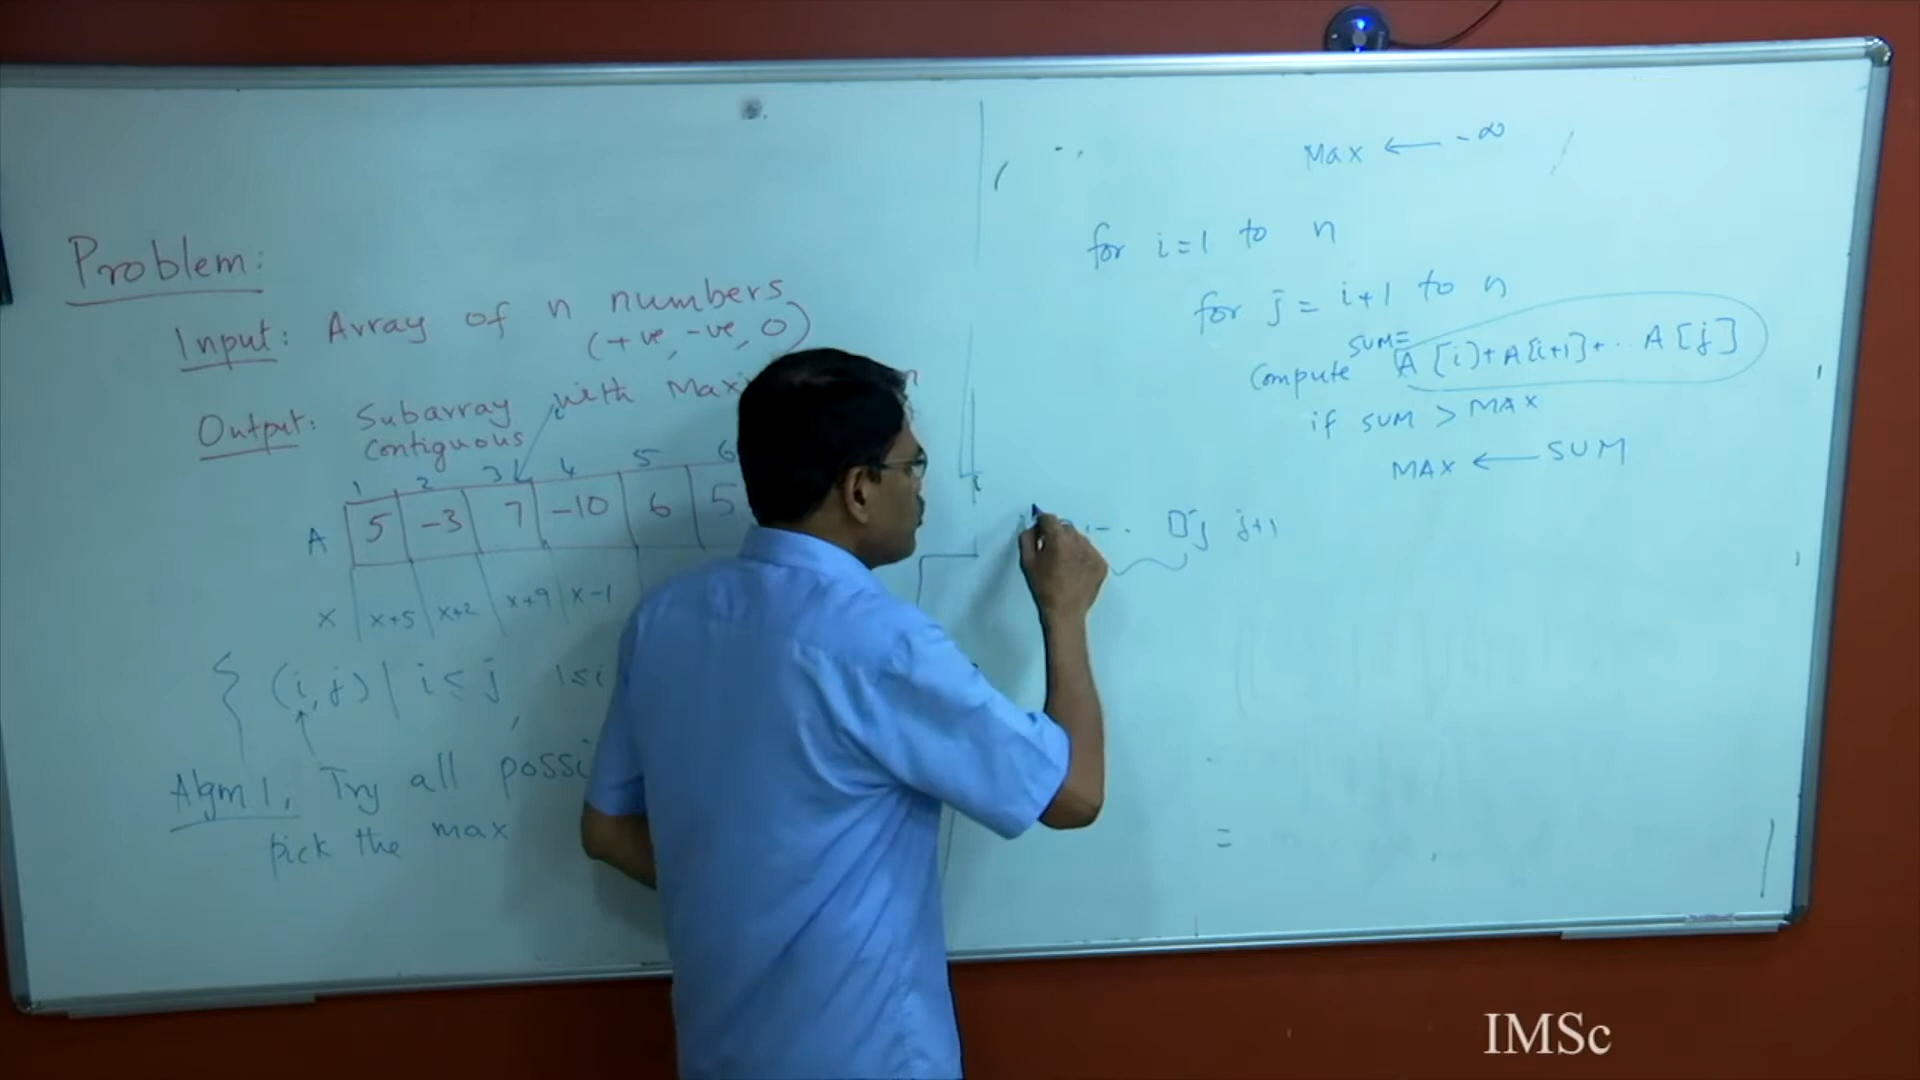 Problem:
Input: Array of n numbers
(+ve, -ve, 0)
Output: Subarray with
contiguous
1 2 3 4 5 6
A 5 -3 7 -10 6 5
x x+5 x+2 x+9 x-1
{ (i,j) | i ≤ j, 1≤i
Algm 1. Try all
pick the max
Max ← -∞
for i=1 to n
for j = i+1 to n
SUM=
Compute A[i]+A[i+1]+.. A[j]
if SUM > MAX
MAX ← SUM
j j+1
=
IMSc